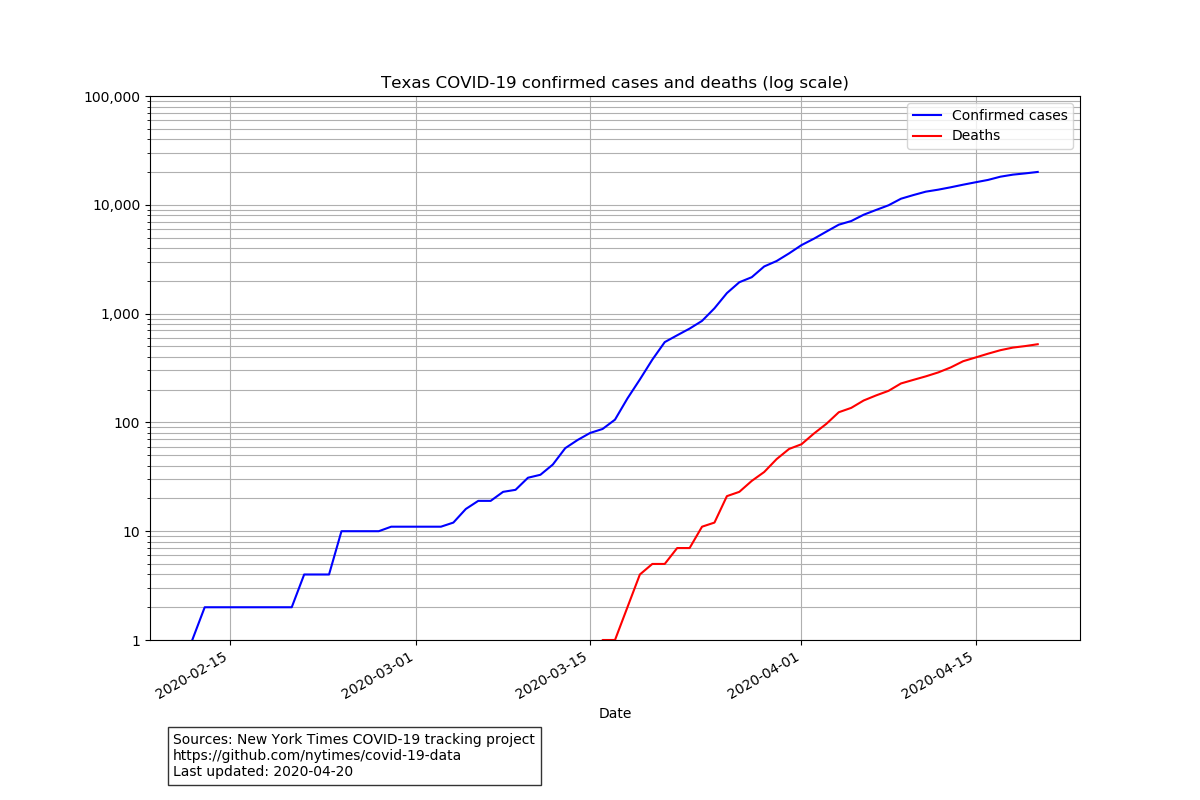 Texas COVID-19 confirmed cases and deaths (log scale)
100,000
10,000
1,000
100
10
1
Confirmed cases
Deaths
2020-02-15
2020-03-01
2020-03-15
2020-04-01
2020-04-15
Date
Sources: New York Times COVID-19 tracking project
https://github.com/nytimes/covid-19-data
Last updated: 2020-04-20